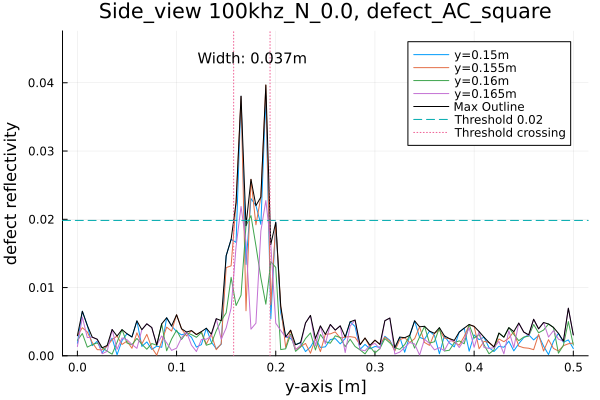 Side_view 100khz_N_0.0, defect_AC_square
Width: 0.037m
y=0.15m
y=0.155m
y=0.16m
y=0.165m
Max Outline
Threshold 0.02
Threshold crossing
defect reflectivity
0.04
0.03
0.02
0.01
0.00
0.0
0.1
0.2
0.3
0.4
0.5
y-axis [m]